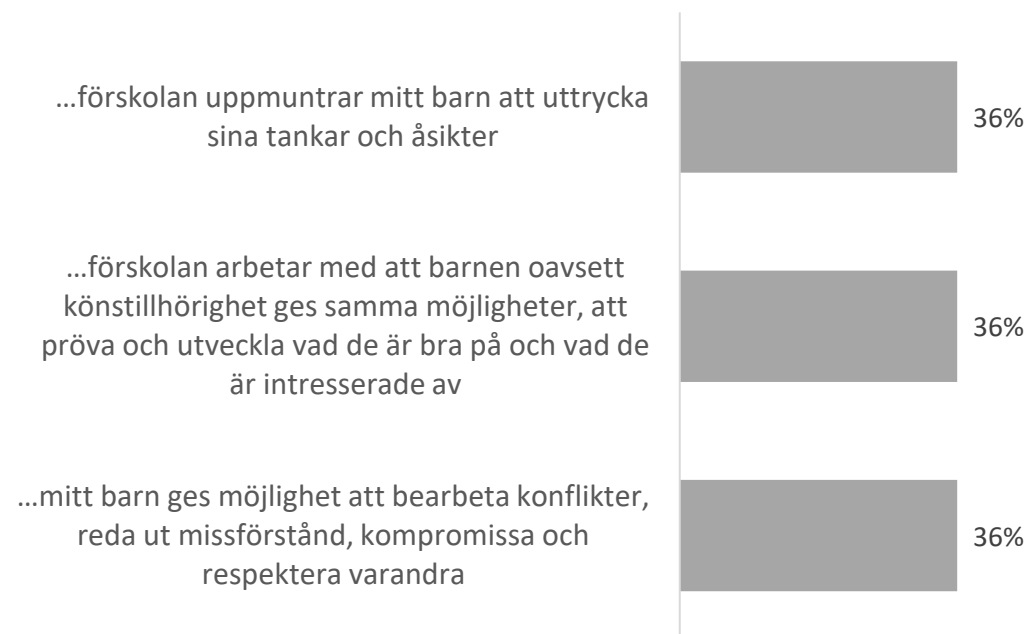 ...förskolan uppmuntrar mitt barn att uttrycka
sina tankar och åsikter
36%
...förskolan arbetar med att barnen oavsett
könstillhörighet ges samma möjligheter, att
pröva och utveckla vad de är bra på och vad de
är intresserade av
36%
...mitt barn ges möjlighet att bearbeta konflikter,
reda ut missförstånd, kompromissa och
respektera varandra
36%